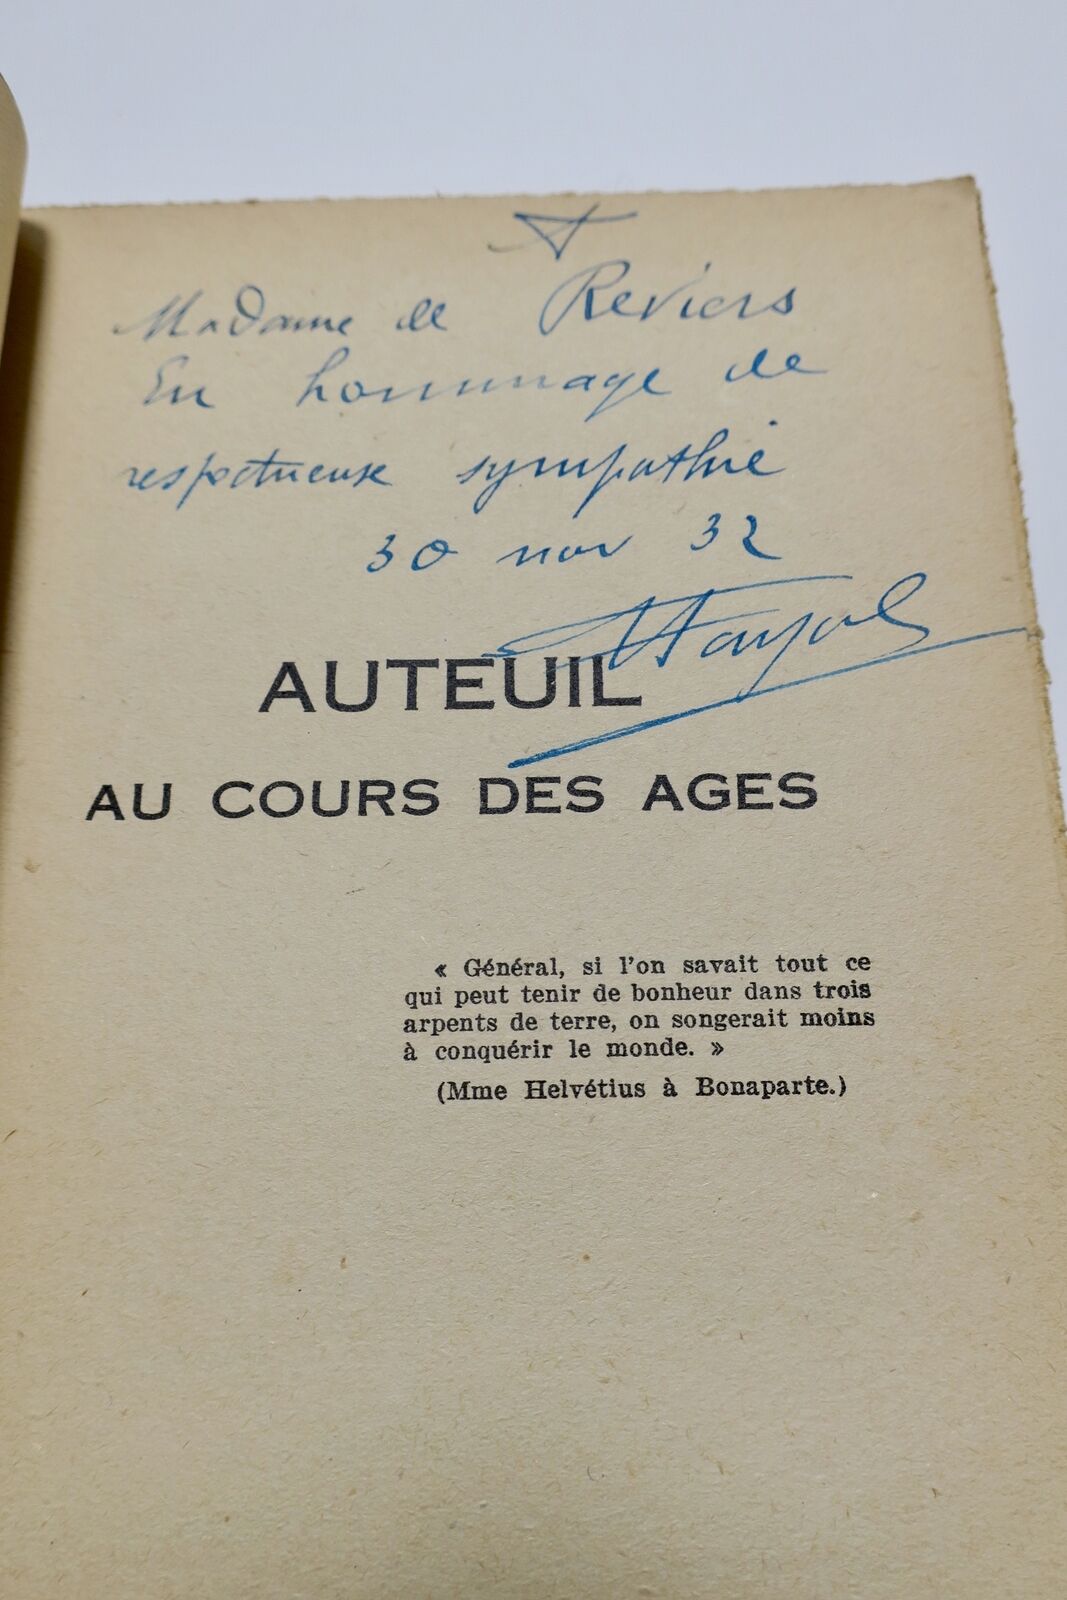 A
Madame de Reviers
En hommage de
respectueuse sympathie
30 nov 32
AUTEUIL
AU COURS DES AGES
« Général, si l'on savait tout ce
qui peut tenir de bonheur dans trois
arpents de terre, on songerait moins
à conquérir le monde. »
(Mme Helvétius à Bonaparte.)